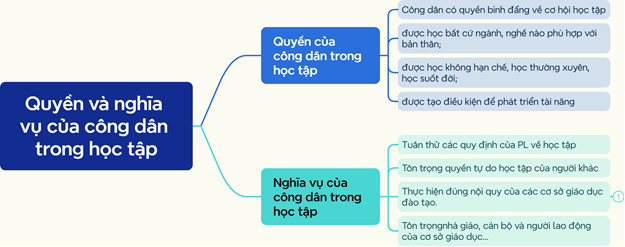 Quyền và nghĩa
vụ của công dân
trong học tập
Quyền của
công dân trong
học tập
Công dân có quyền bình đẳng về cơ hội học tập
được học bất cứ ngành, nghề nào phù hợp với
bản thân;
được học không hạn chế, học thường xuyên,
học suốt đời;
được tạo điều kiện để phát triển tài năng
Nghĩa vụ của
công dân trong
học tập
Tuân thử các quy định của PL về học tập
Tôn trọng quyền tự do học tập của người khác
Thực hiện đúng nội quy của các cơ sở giáo dục
đào tạo.
1
Tôn trọngnhà giáo, cán bộ và người lao động
của cơ sở giáo dục...